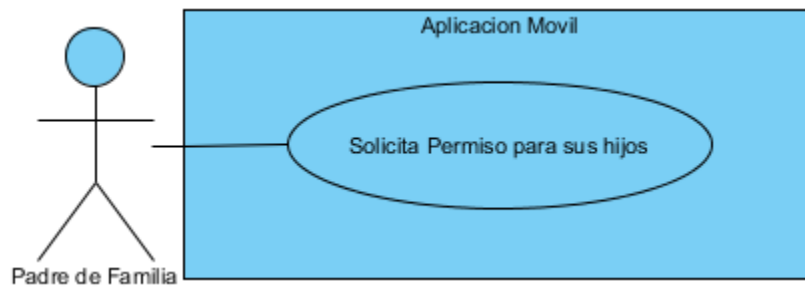 Aplicacion Movil
Solicita Permiso para sus hijos
Padre de Familia